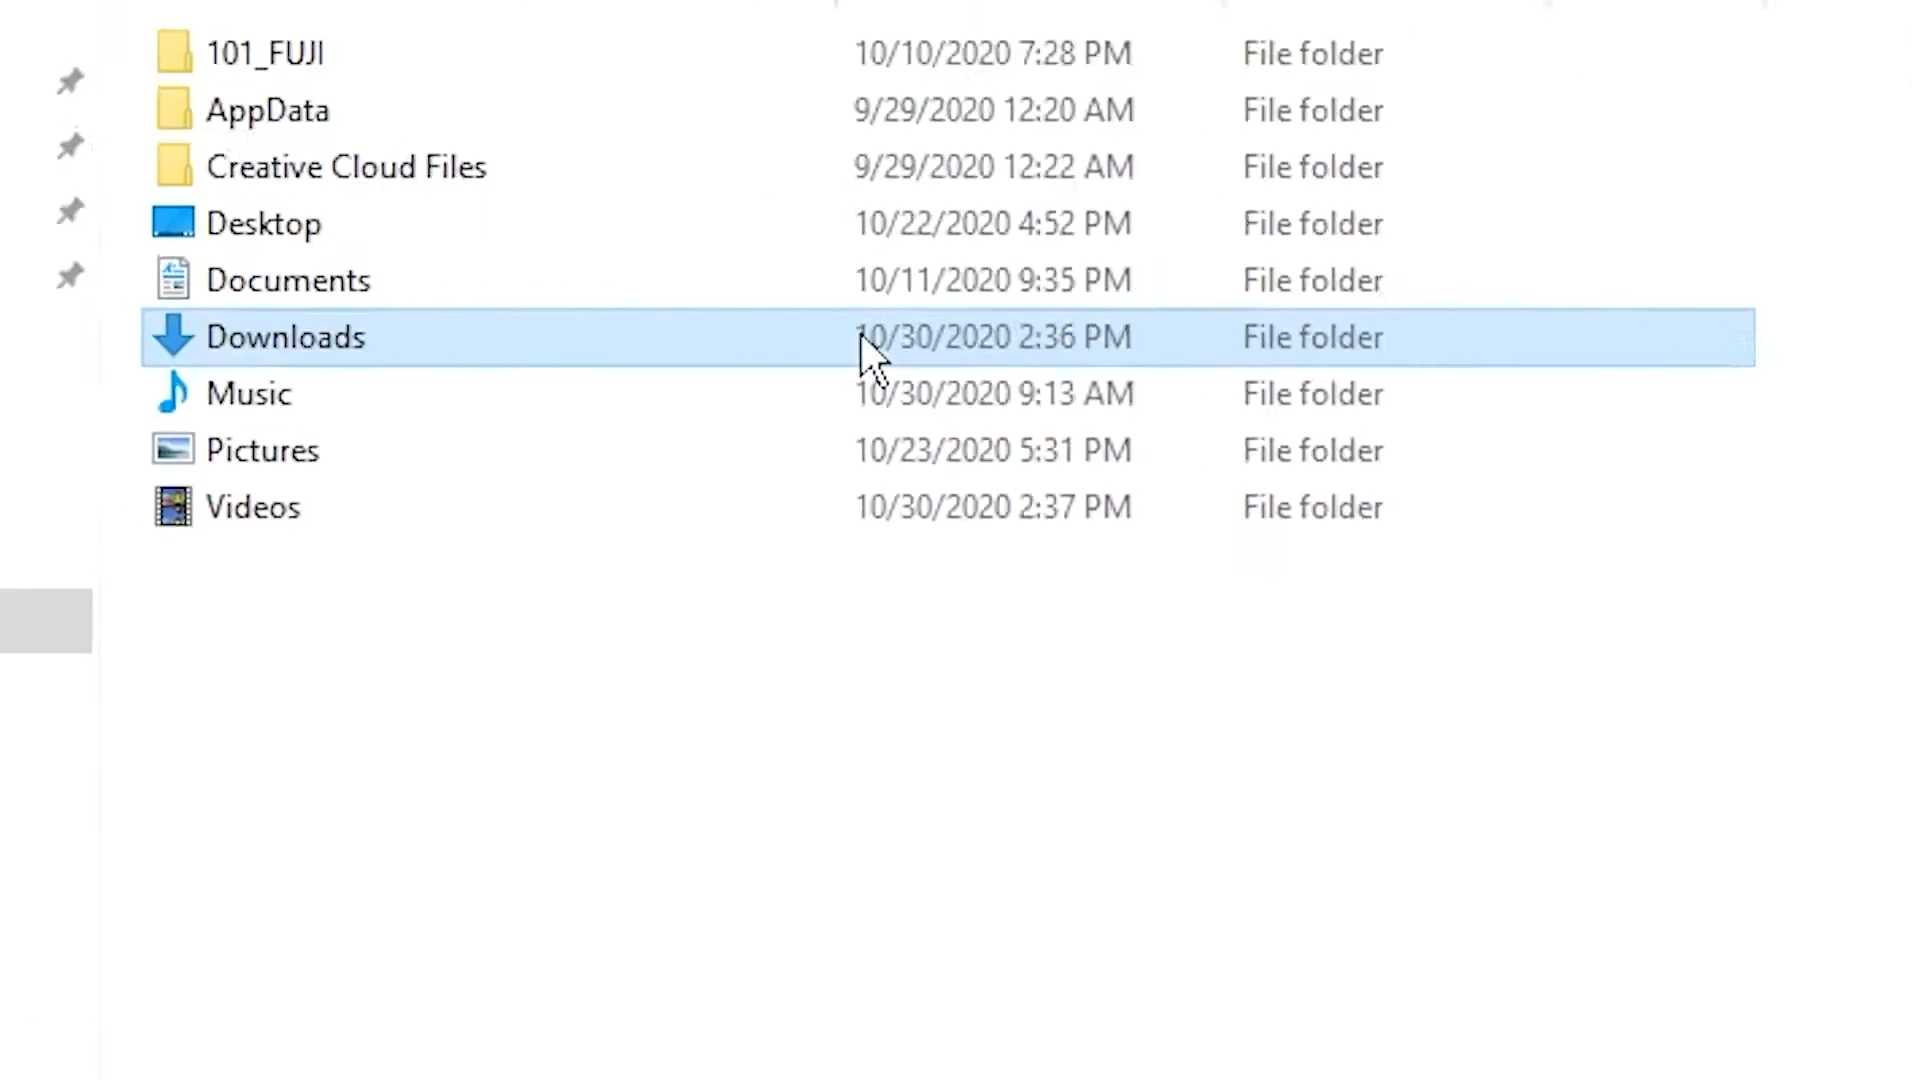 101_FUJI 10/10/2020 7:28 PM File folder
AppData 9/29/2020 12:20 AM File folder
Creative Cloud Files 9/29/2020 12:22 AM File folder
Desktop 10/22/2020 4:52 PM File folder
Documents 10/11/2020 9:35 PM File folder
Downloads 10/30/2020 2:36 PM File folder
Music 10/30/2020 9:13 AM File folder
Pictures 10/23/2020 5:31 PM File folder
Videos 10/30/2020 2:37 PM File folder